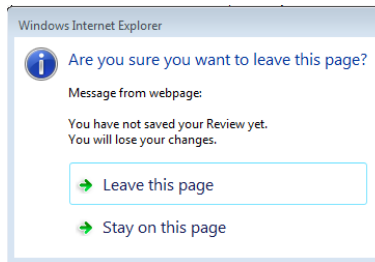 Windows Internet Explorer
Are you sure you want to leave this page?
Message from webpage:
You have not saved your Review yet.
You will lose your changes.
Leave this page
Stay on this page